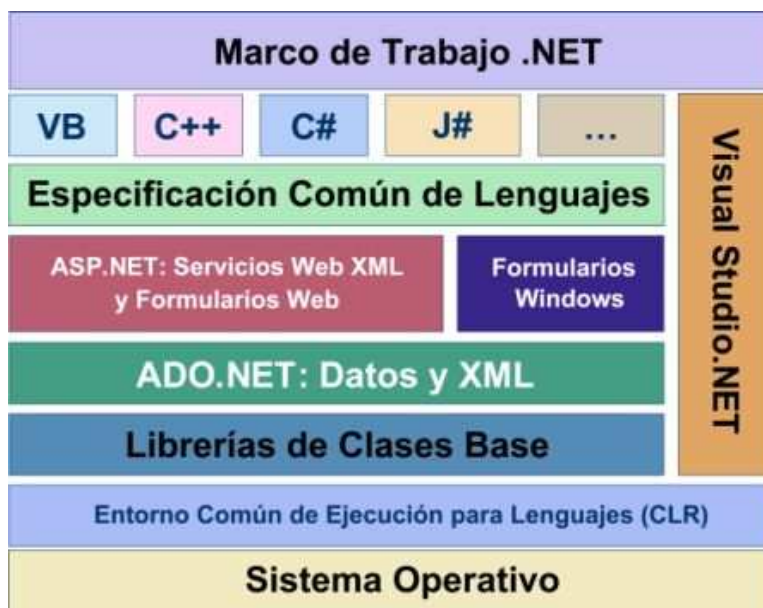 Marco de Trabajo .NET
VB
C++
C#
J#
...
Visual Studio.NET
Especificación Común de Lenguajes
ASP.NET: Servicios Web XML
y Formularios Web
Formularios
Windows
ADO.NET: Datos y XML
Librerías de Clases Base
Entorno Común de Ejecución para Lenguajes (CLR)
Sistema Operativo